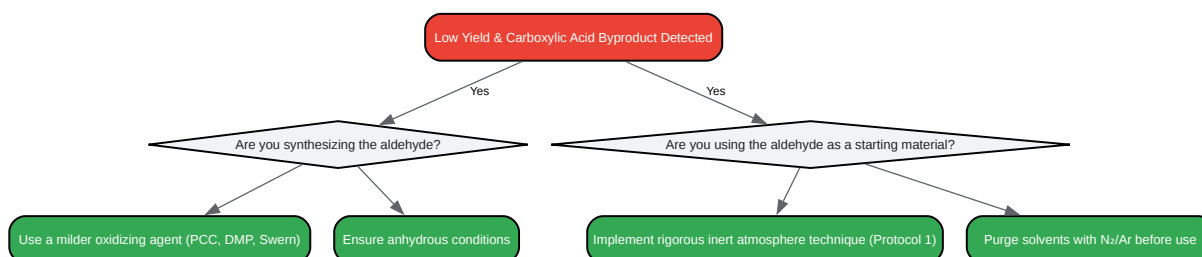 Low Yield & Carboxylic Acid Byproduct Detected
Yes
Yes
Are you synthesizing the aldehyde?
Are you using the aldehyde as a starting material?
Use a milder oxidizing agent (PCC, DMP, Swern)
Ensure anhydrous conditions
Implement rigorous inert atmosphere technique (Protocol 1)
Purge solvents with N₂/Ar before use